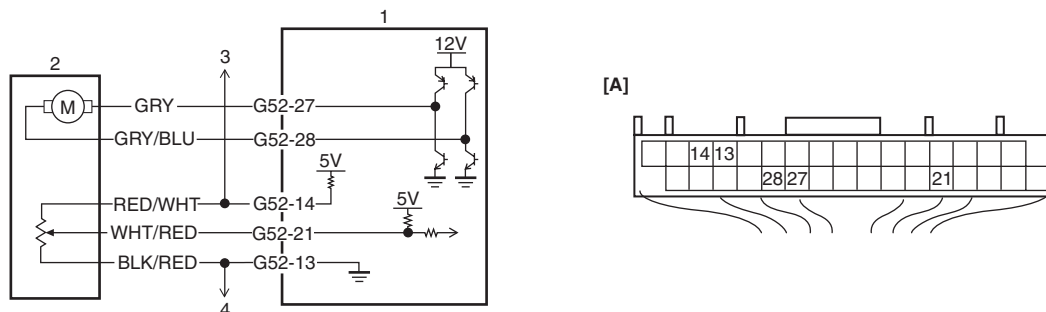 1
12V
2
3
[A]
M
GRY
G52-27
14 13
GRY/BLU
G52-28
5V
28 27
21
RED/WHT
G52-14
5V
WHT/RED
G52-21
BLK/RED
G52-13
4